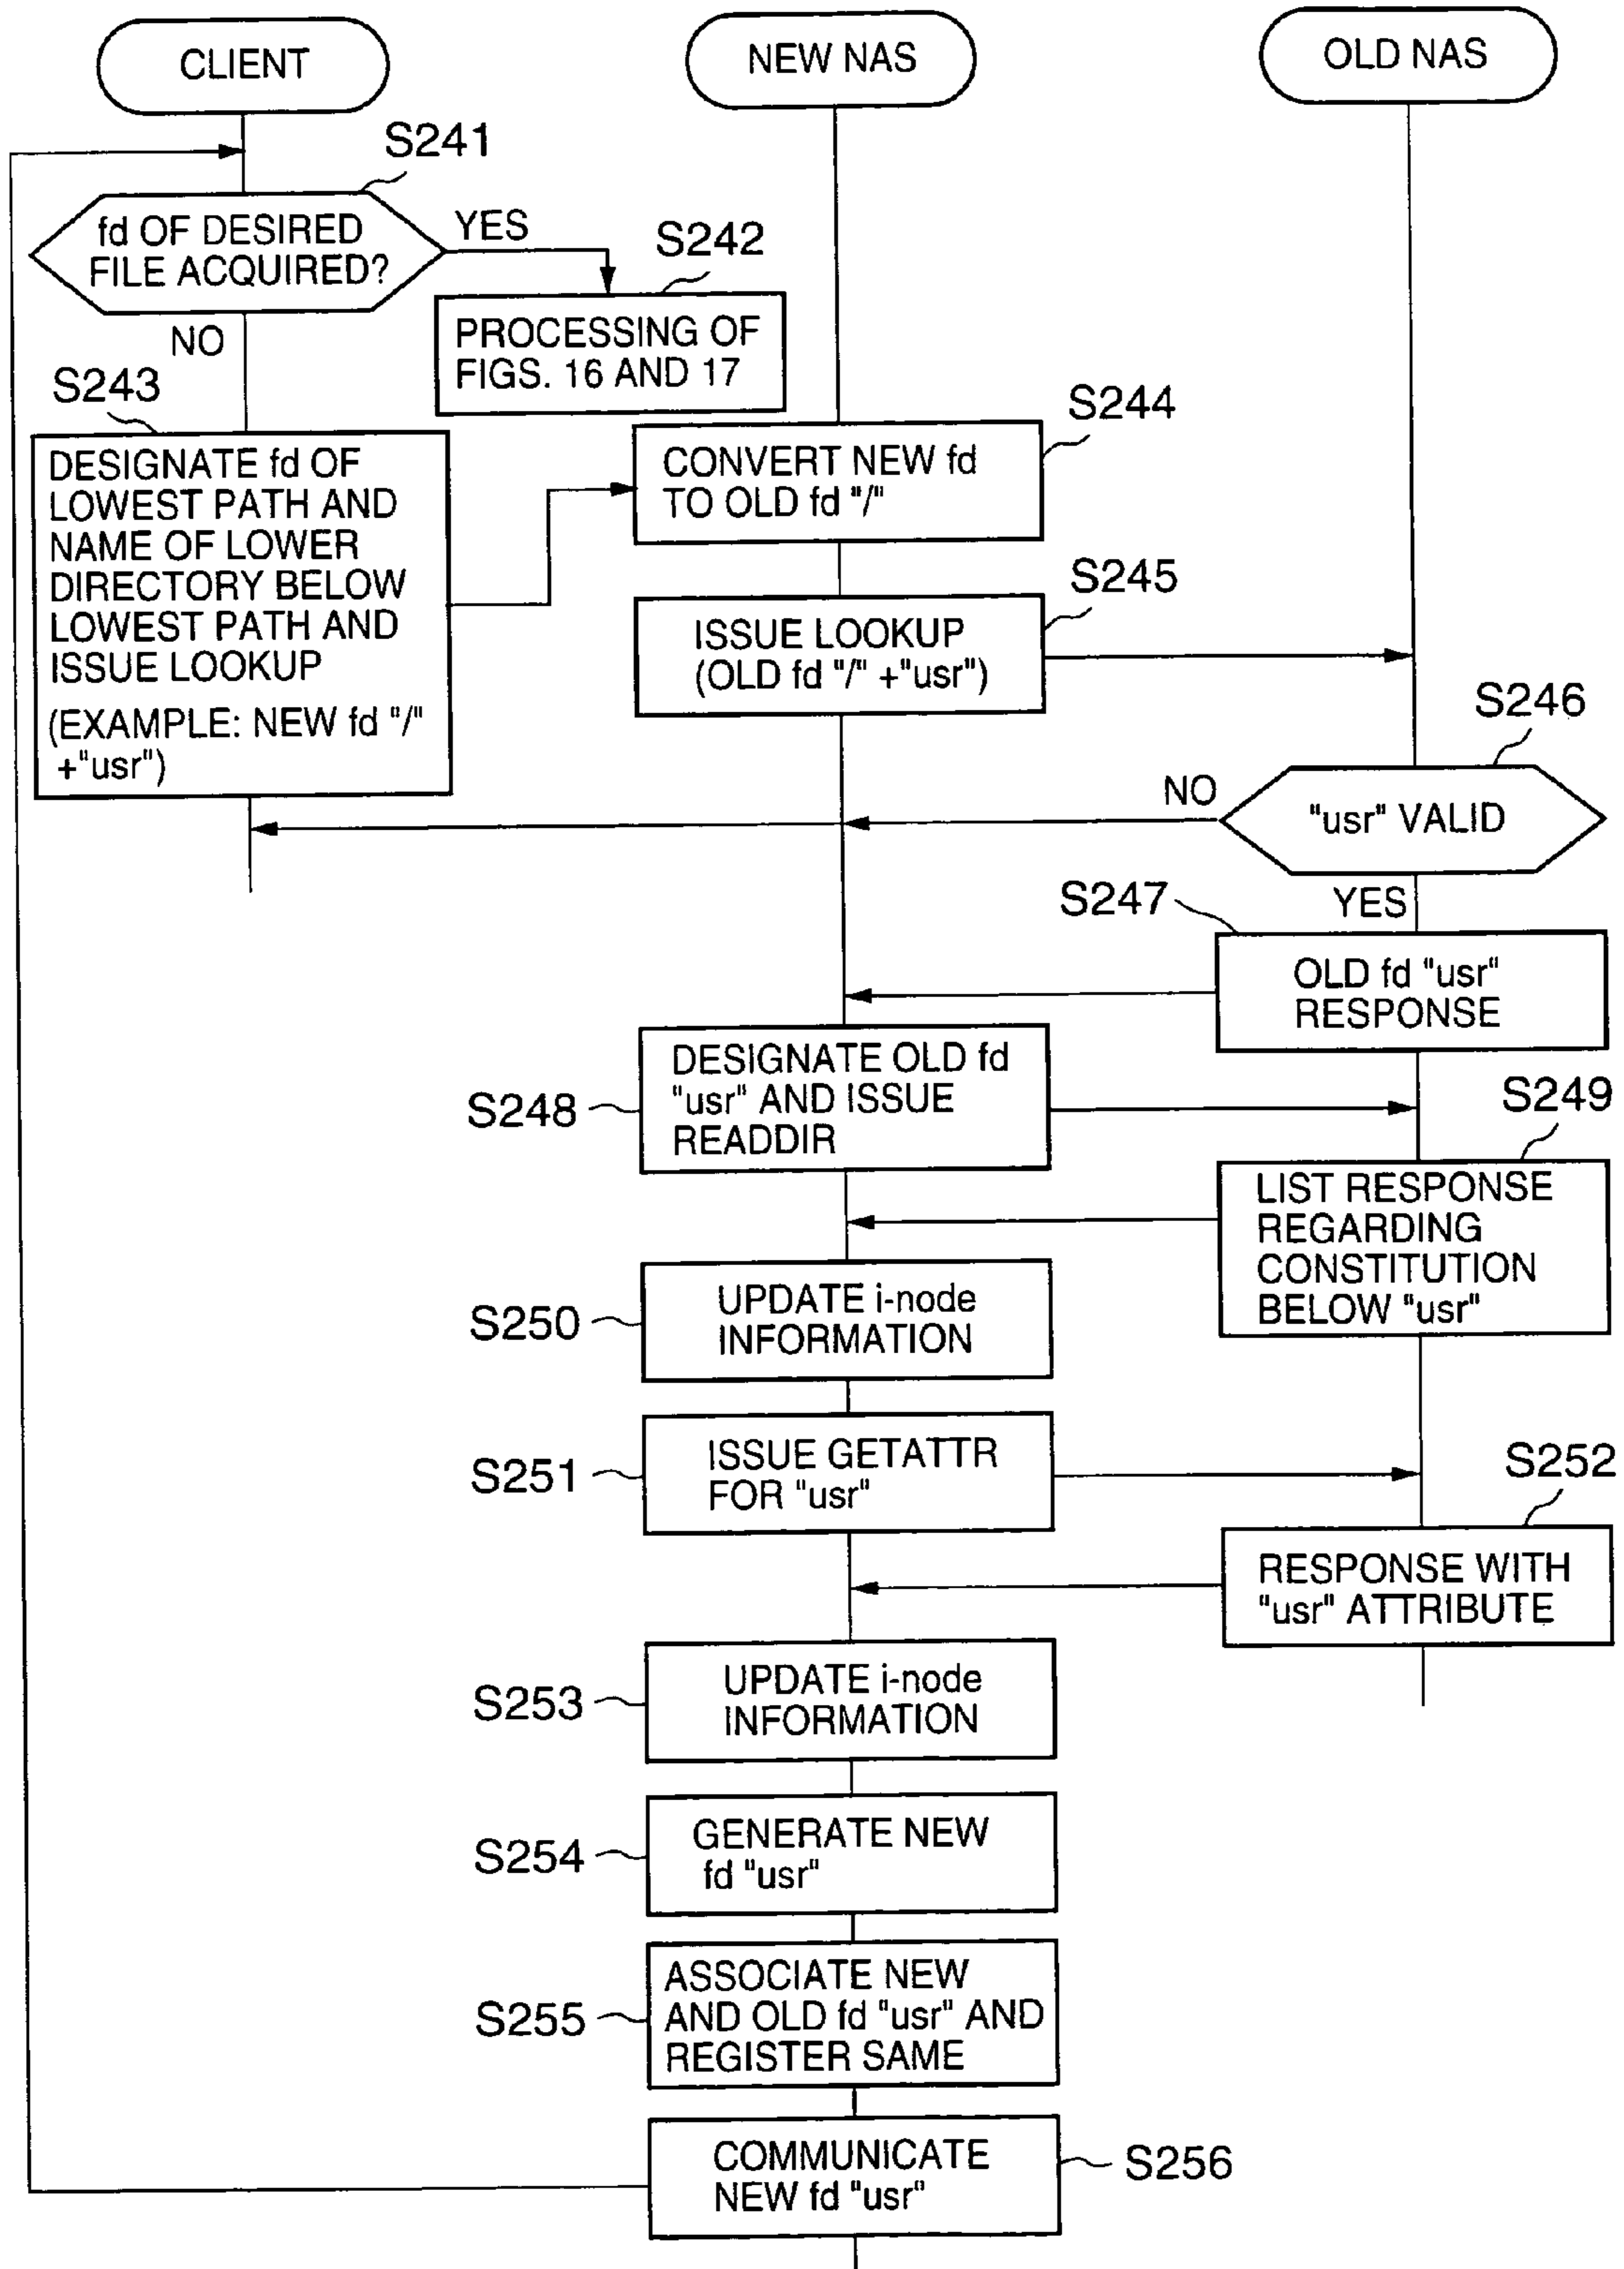 CLIENT
NEW NAS
OLD NAS
S241
fd OF DESIRED
FILE ACQUIRED?
YES
S242
PROCESSING OF
FIGS. 16 AND 17
NO
S243
DESIGNATE fd OF
LOWEST PATH AND
NAME OF LOWER
DIRECTORY BELOW
LOWEST PATH AND
ISSUE LOOKUP
(EXAMPLE: NEW fd "/"
+"usr")
S244
CONVERT NEW fd
TO OLD fd "/"
S245
ISSUE LOOKUP
(OLD fd "/" +"usr")
S246
"usr" VALID
NO
YES
S247
OLD fd "usr"
RESPONSE
S248
DESIGNATE OLD fd
"usr" AND ISSUE
READDIR
S249
LIST RESPONSE
REGARDING
CONSTITUTION
BELOW "usr"
S250
UPDATE i-node
INFORMATION
S251
ISSUE GETATTR
FOR "usr"
S252
RESPONSE WITH
"usr" ATTRIBUTE
S253
UPDATE i-node
INFORMATION
S254
GENERATE NEW
fd "usr"
S255
ASSOCIATE NEW
AND OLD fd "usr" AND
REGISTER SAME
COMMUNICATE
NEW fd "usr"
S256